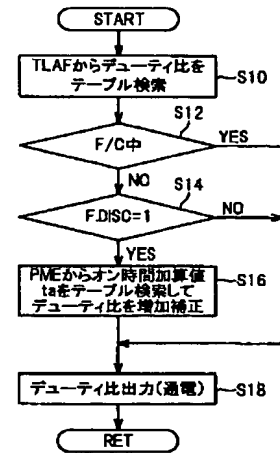 START
TLAFからデューティ比を
テーブル検索
S10
S12
F/C中
YES
NO
S14
F.DISC=1
NO
YES
PMEからオン時間加算値
taをテーブル検索して
デューティ比を増加補正
S16
デューティ比出力(通電)
S18
RET